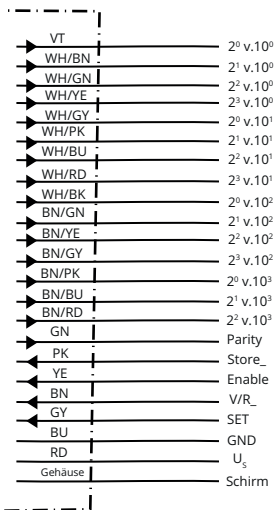 VT 2⁰ v.10⁰
WH/BN 2¹ v.10⁰
WH/GN 2² v.10⁰
WH/YE 2³ v.10⁰
WH/GY 2⁰ v.10¹
WH/PK 2¹ v.10¹
WH/BU 2² v.10¹
WH/RD 2³ v.10¹
WH/BK 2⁰ v.10²
BN/GN 2¹ v.10²
BN/YE 2² v.10²
BN/GY 2³ v.10²
BN/PK 2⁰ v.10³
BN/BU 2¹ v.10³
BN/RD 2² v.10³
GN Parity
PK Store_
YE Enable
BN V/R_
GY SET
BU GND
RD Uₛ
Gehäuse Schirm